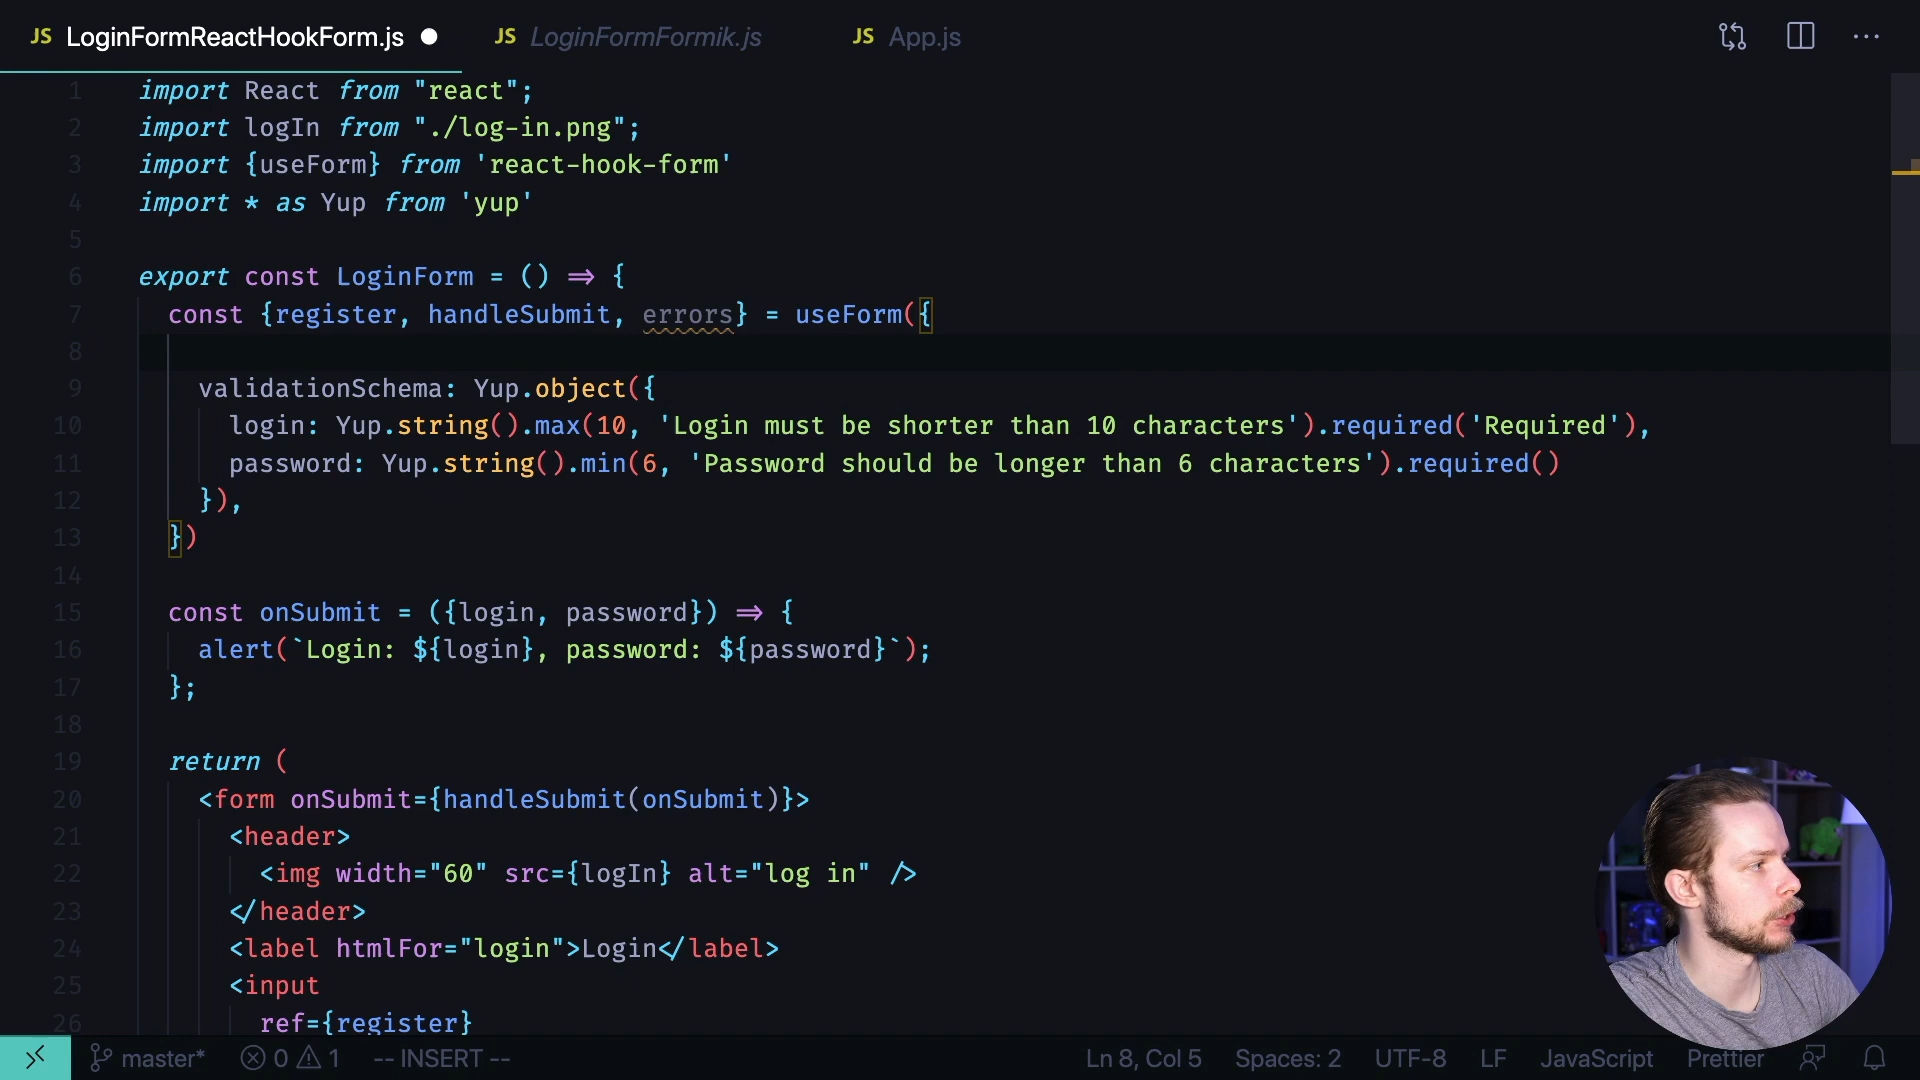 JS LoginFormReactHookForm.js ● JS LoginFormFormik.js JS App.js
1 import React from "react";
2 import logIn from "./log-in.png";
3 import {useForm} from 'react-hook-form'
4 import * as Yup from 'yup'
5
6 export const LoginForm = () => {
7 const {register, handleSubmit, errors} = useForm({
8
9 validationSchema: Yup.object({
10 login: Yup.string().max(10, 'Login must be shorter than 10 characters').required('Required'),
11 password: Yup.string().min(6, 'Password should be longer than 6 characters').required()
12 }),
13 })
14
15 const onSubmit = ({login, password}) => {
16 alert(`Login: ${login}, password: ${password}`);
17 };
18
19 return (
20 <form onSubmit={handleSubmit(onSubmit)}>
21 <header>
22 <img width="60" src={logIn} alt="log in" />
23 </header>
24 <label htmlFor="login">Login</label>
25 <input
26 ref={register}
master* 0 1 -- INSERT -- Ln 8, Col 5 Spaces: 2 UTF-8 LF JavaScript Prettier